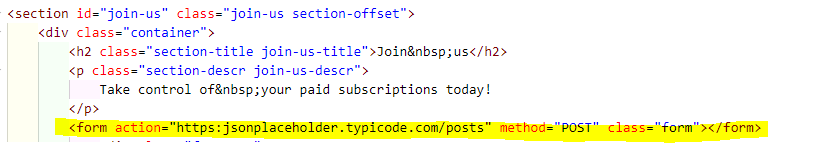 <section id="join-us" class="join-us section-offset">
<div class="container">
<h2 class="section-title join-us-title">Join&nbsp;us</h2>
<p class="section-descr join-us-descr">
Take control of&nbsp;your paid subscriptions today!
</p>
<form action="https:jsonplaceholder.typicode.com/posts" method="POST" class="form"></form>